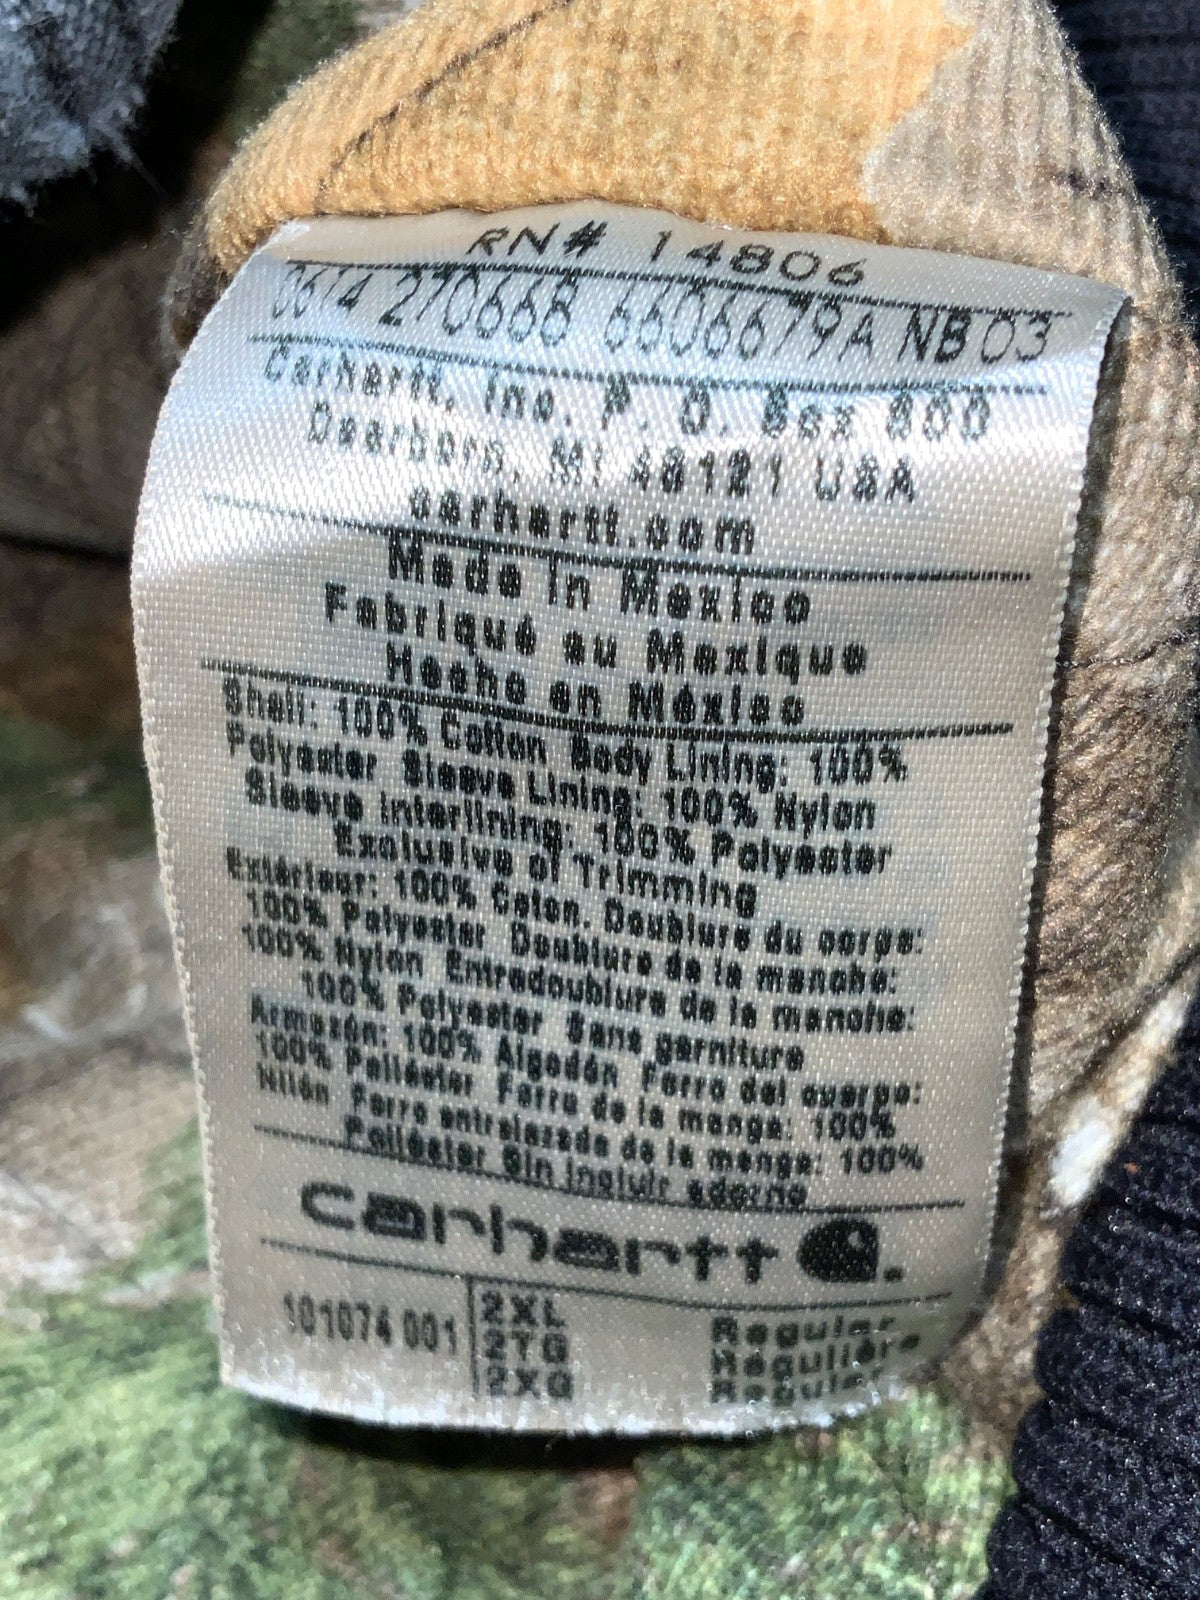 RN# 14806
0614 270668 6606679A NB 03
Carhartt, Inc. P. O. Box 600
Dearborn, MI 48121 USA
carhartt.com
Made in Mexico
Fabriqué au Mexique
Hecho en México
Shell: 100% Cotton Body Lining: 100%
Polyester Sleeve Lining: 100% Nylon
Sleeve Interlining: 100% Polyester
Exclusive of Trimming
Extérieur: 100% Coton. Doublure du corps:
100% Polyester Doublure de la manche:
100% Nylon Entredoublure de la manche:
100% Polyester Sans garniture
Armazón: 100% Algodón Forro del cuerpo:
100% Poliéster Forro de la manga: 100%
Nilón Forro entrelazado de la manga: 100%
Poliéster Sin incluir adorno
carhartt
101074 001
2XL Regular
2TG Régulière
2XG Regular